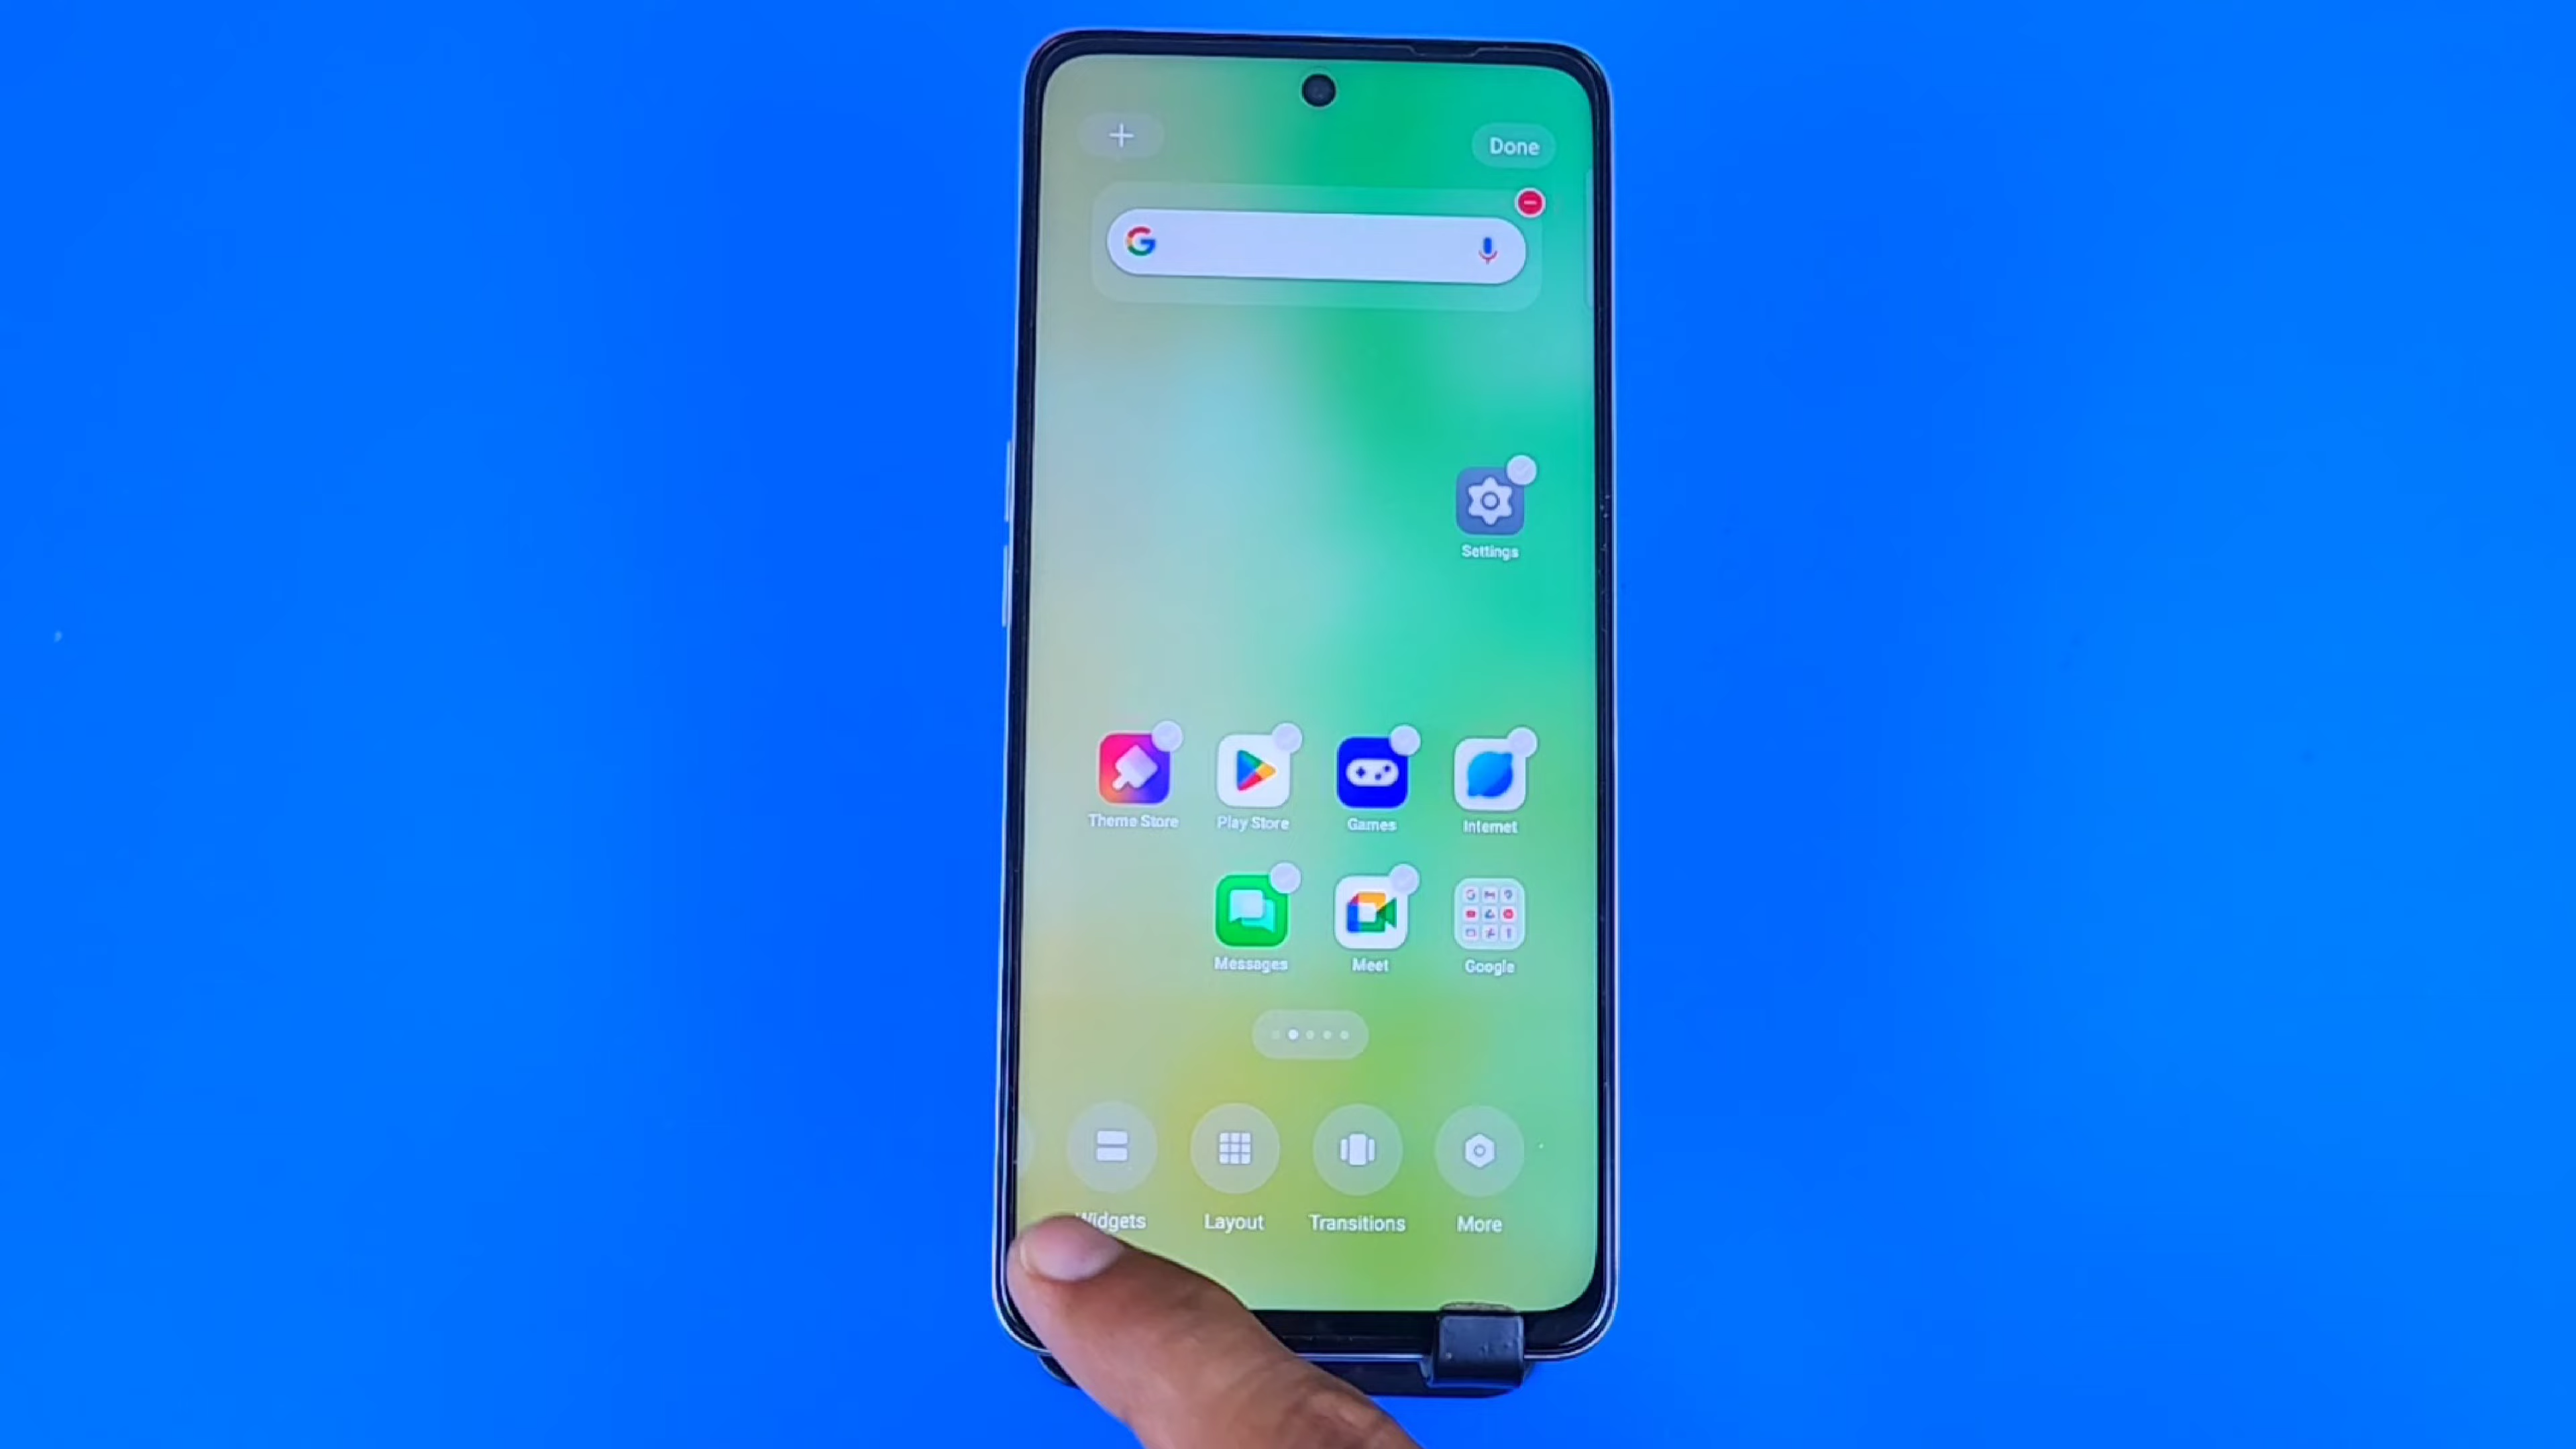 Done
Settings
Theme Store
Play Store
Games
Internet
Messages
Meet
Google
Widgets
Layout
Transitions
More